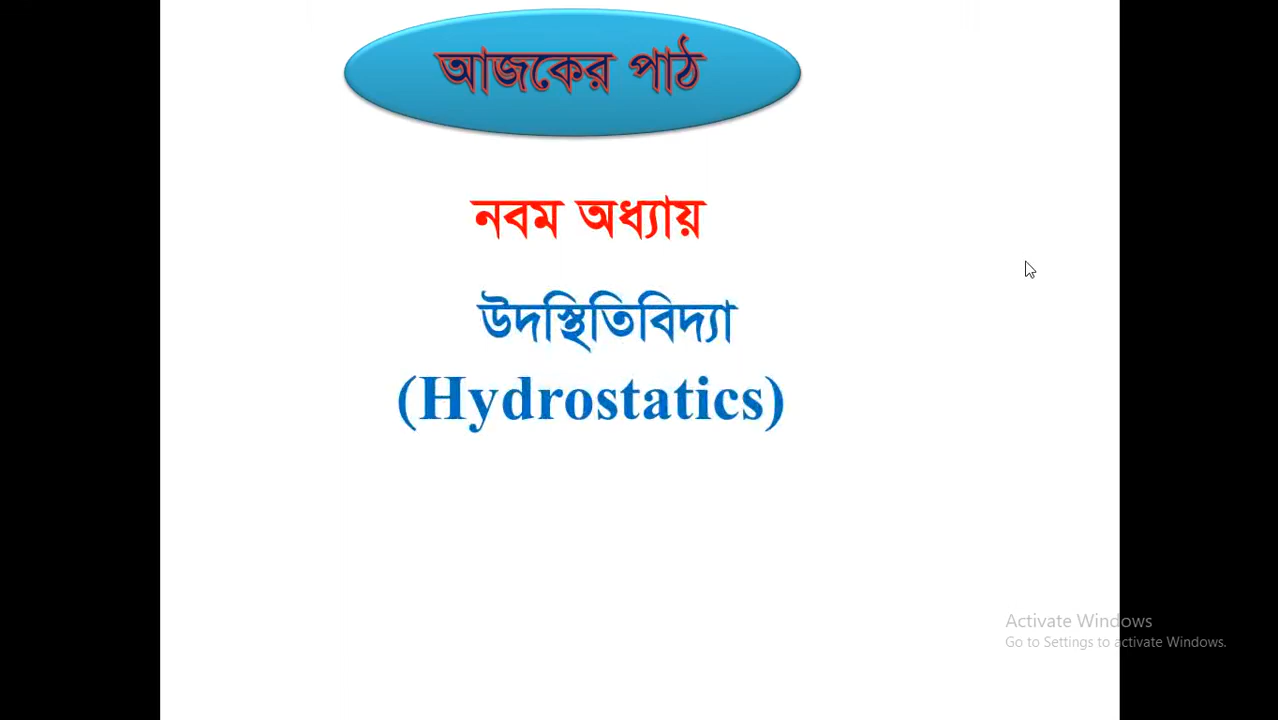 আজকের পাঠ
নবম অধ্যায়
উদস্থিতিবিদ্যা
(Hydrostatics)
Activate Windows
Go to Settings to activate Windows.